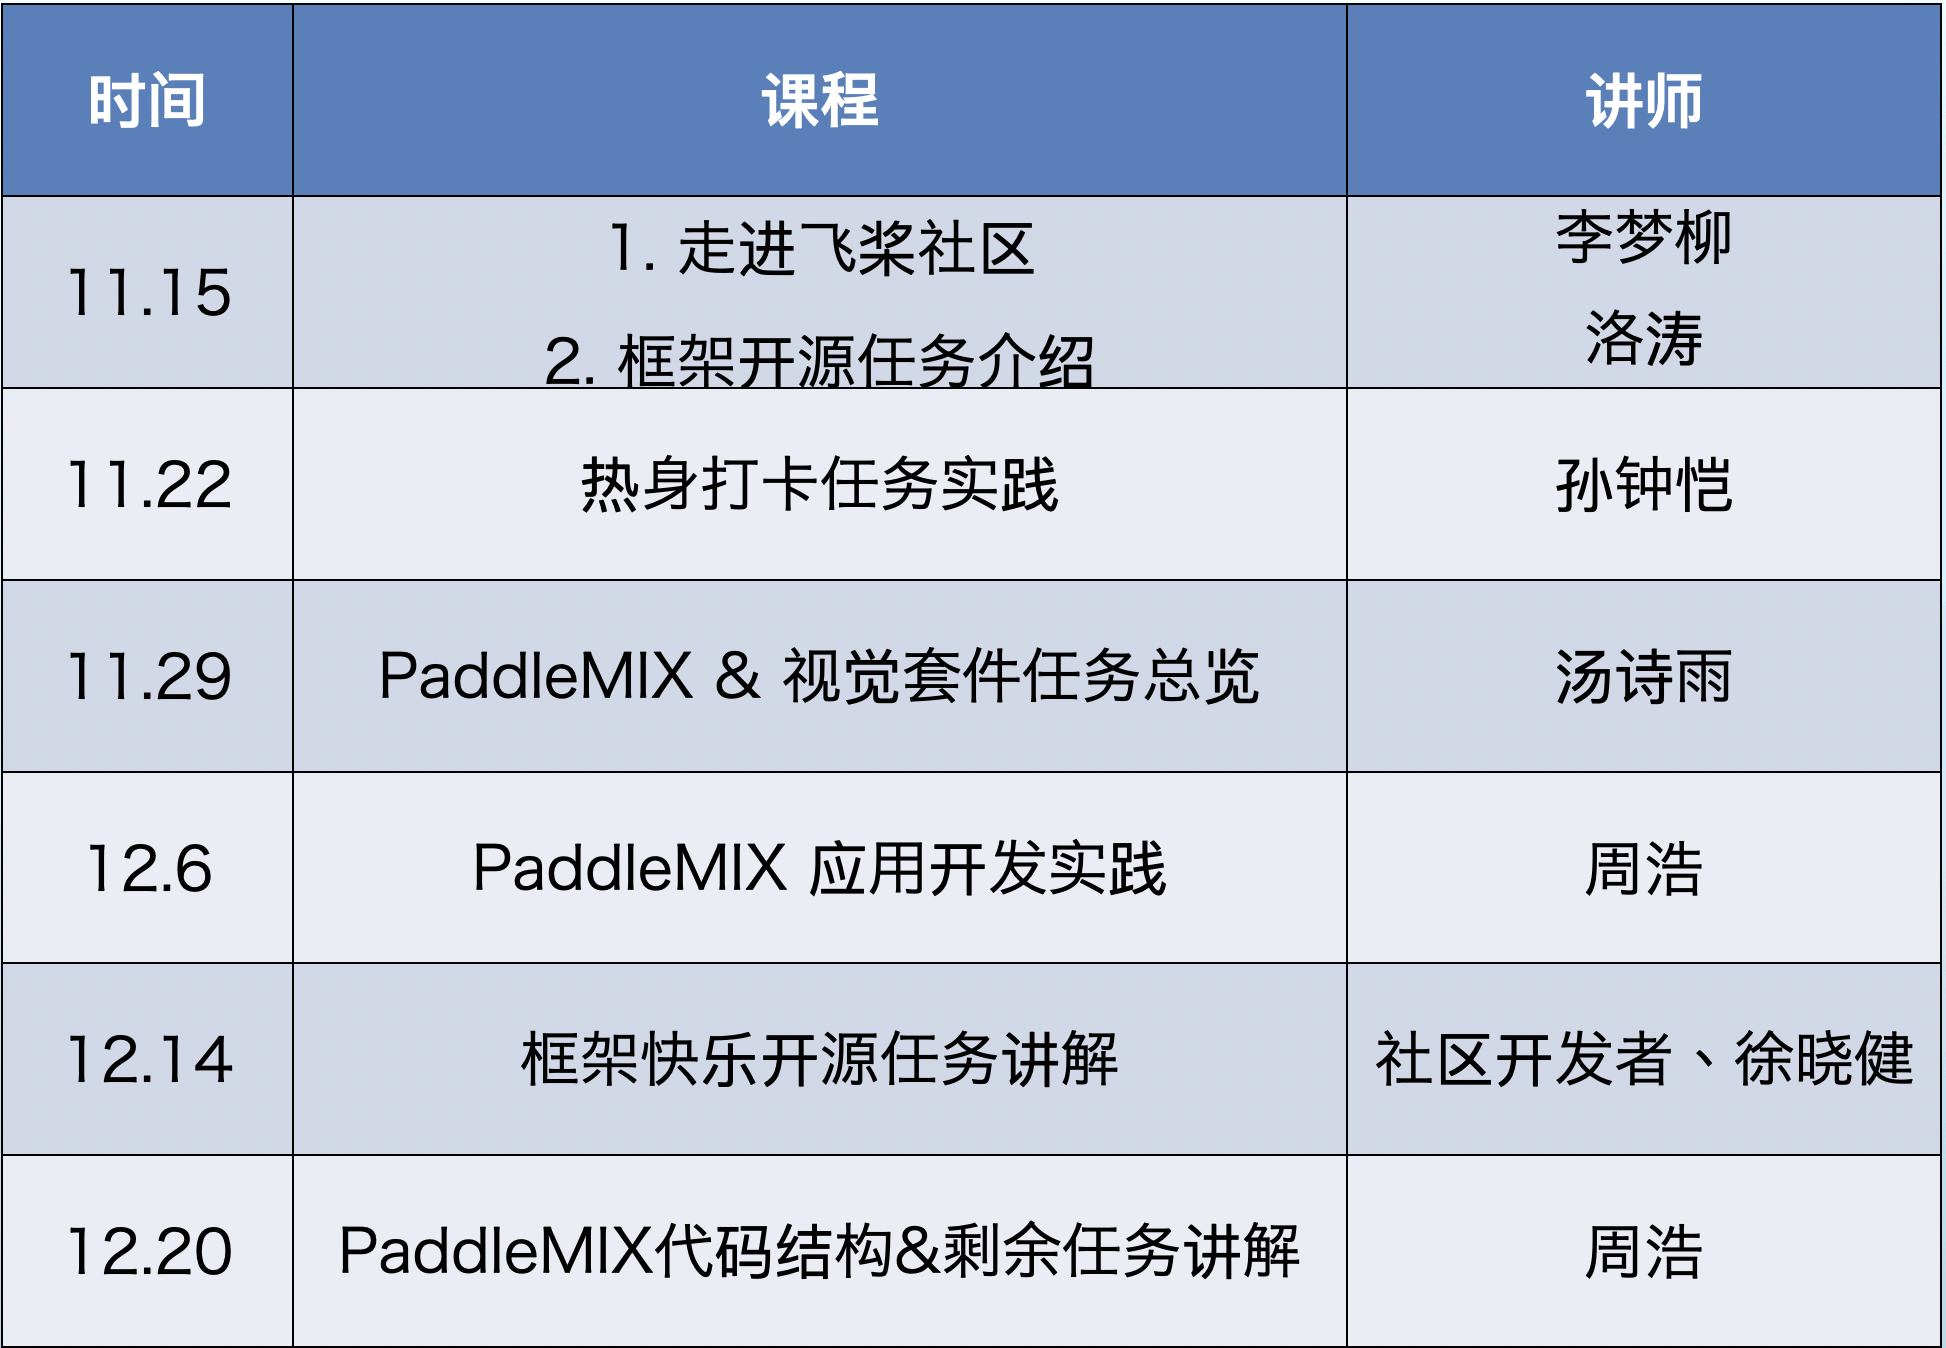 时间 课程 讲师
11.15 1. 走进飞桨社区 李梦柳
2. 框架开源任务介绍 洛涛
11.22 热身打卡任务实践 孙钟恺
11.29 PaddleMIX & 视觉套件任务总览 汤诗雨
12.6 PaddleMIX 应用开发实践 周浩
12.14 框架快乐开源任务讲解 社区开发者、徐晓健
12.20 PaddleMIX代码结构&剩余任务讲解 周浩